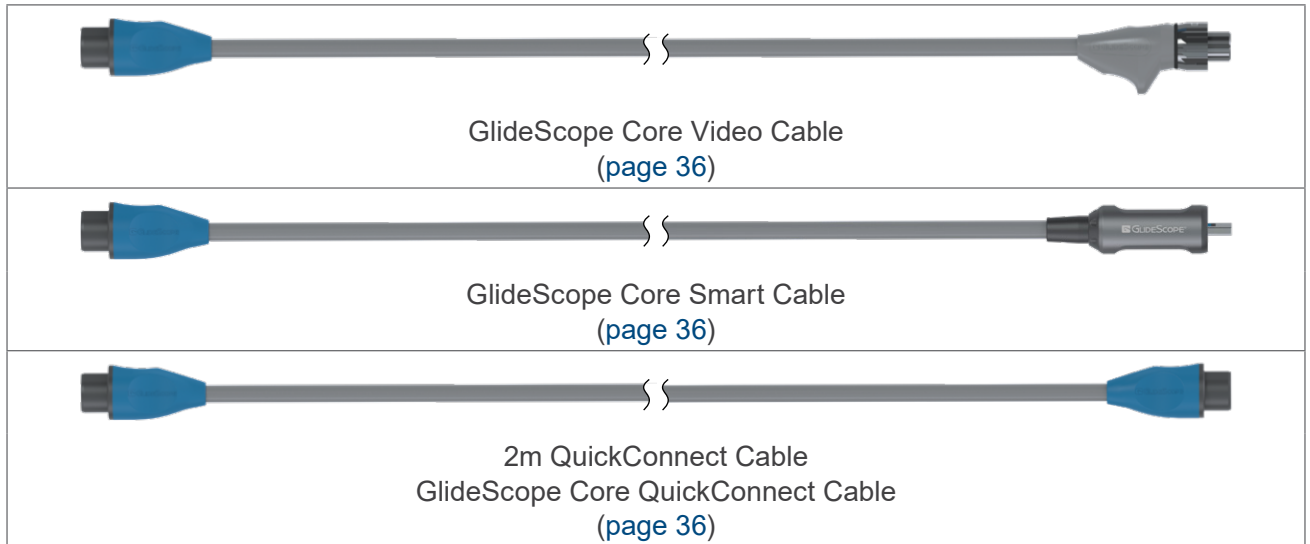 GlideScope Core Video Cable
(page 36)
GLIDESCOPE
GlideScope Core Smart Cable
(page 36)
2m QuickConnect Cable
GlideScope Core QuickConnect Cable
(page 36)